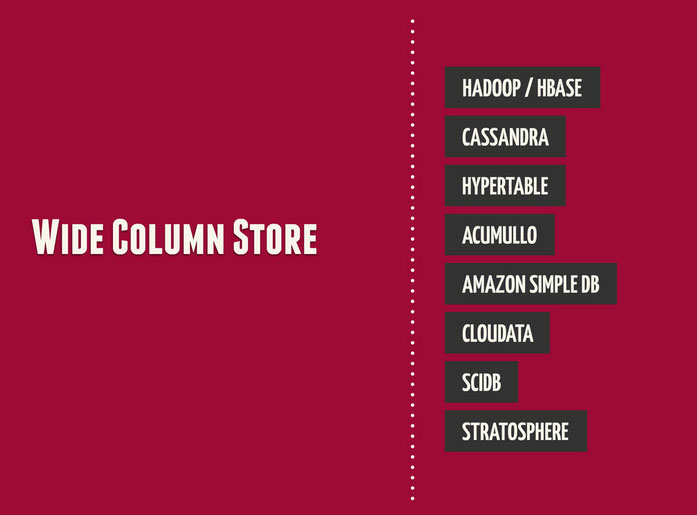 Wide Column Store
HADOOP / HBASE
CASSANDRA
HYPERTABLE
ACUMULLO
AMAZON SIMPLE DB
CLOUDATA
SCIDB
STRATOSPHERE